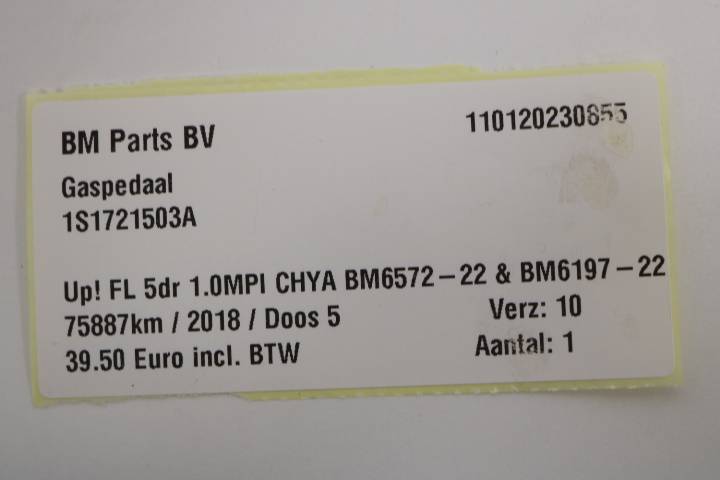 BM Parts BV
110120230855
Gaspedaal
1S1721503A
Up! FL 5dr 1.0MPI CHYA BM6572-22 & BM6197-22
75887km / 2018 / Doos 5
Verz: 10
39.50 Euro incl. BTW
Aantal: 1